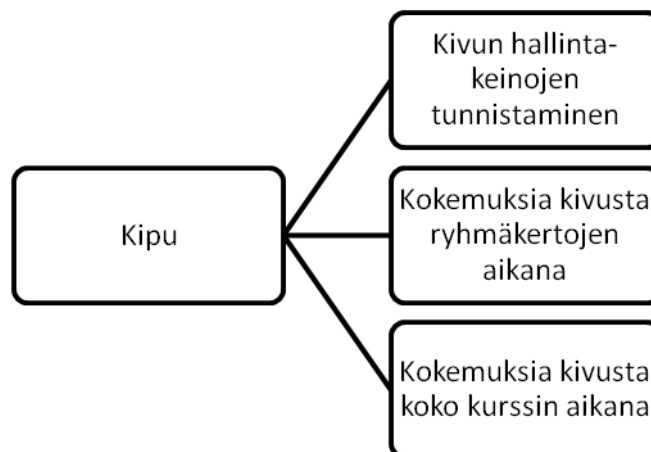 Kipu
Kivun hallinta-
keinojen
tunnistaminen
Kokemuksia kivusta
ryhmäkertojen
aikana
Kokemuksia kivusta
koko kurssin aikana